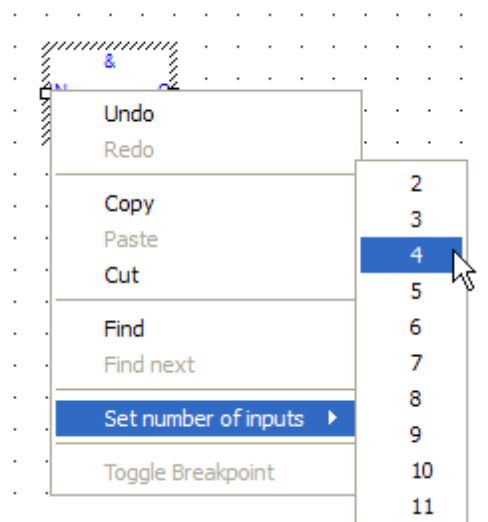 &
Undo
Redo
Copy
Paste
Cut
Find
Find next
Set number of inputs
Toggle Breakpoint
2
3
4
5
6
7
8
9
10
11